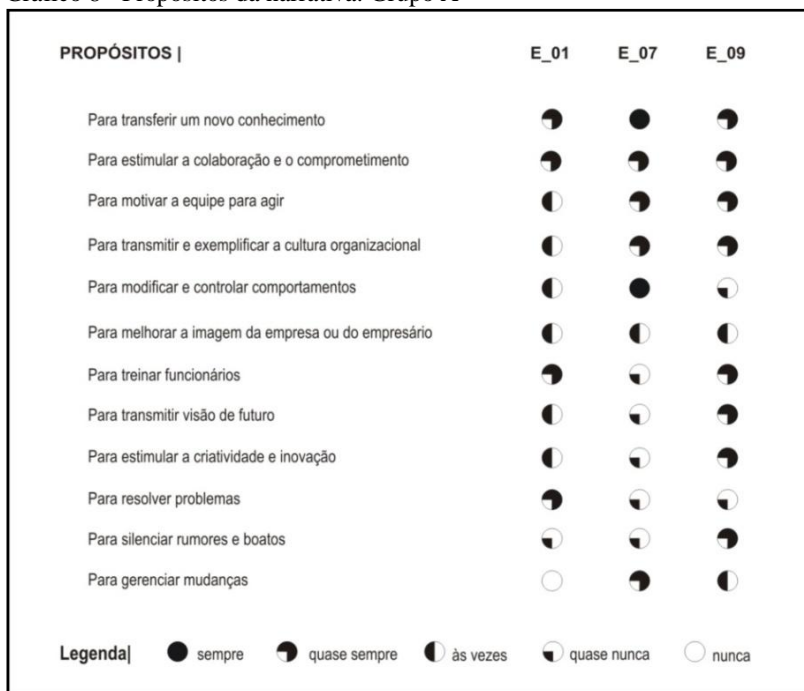 PROPÓSITOS | E_01 E_07 E_09
Para transferir um novo conhecimento
Para estimular a colaboração e o comprometimento
Para motivar a equipe para agir
Para transmitir e exemplificar a cultura organizacional
Para modificar e controlar comportamentos
Para melhorar a imagem da empresa ou do empresário
Para treinar funcionários
Para transmitir visão de futuro
Para estimular a criatividade e inovação
Para resolver problemas
Para silenciar rumores e boatos
Para gerenciar mudanças
Legenda| sempre quase sempre às vezes quase nunca nunca